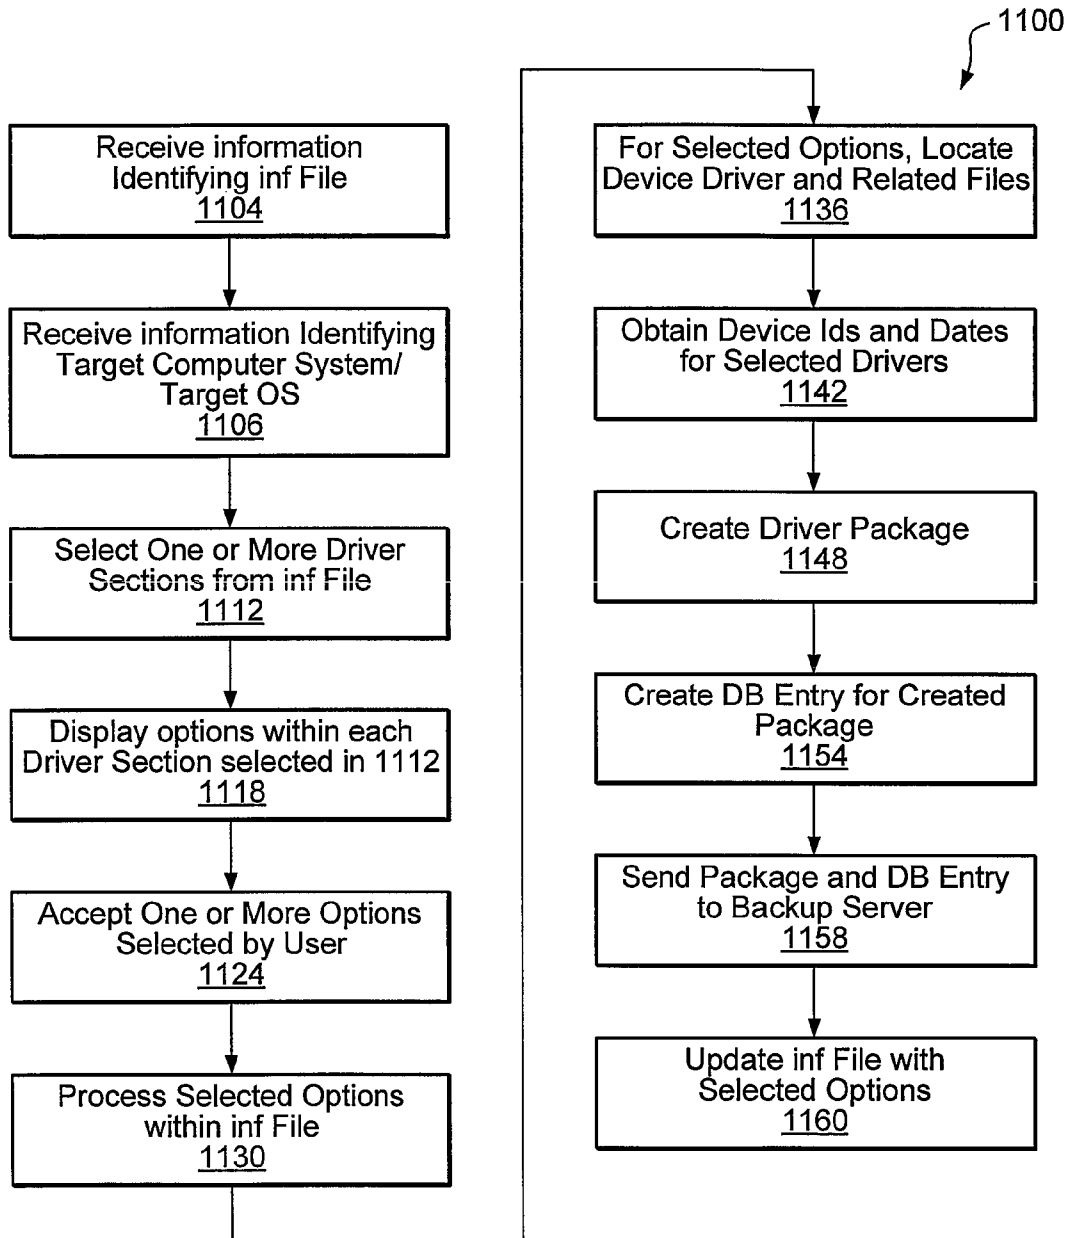 1100
Receive information
Identifying inf File
1104
Receive information Identifying
Target Computer System/
Target OS
1106
Select One or More Driver
Sections from inf File
1112
Display options within each
Driver Section selected in 1112
1118
Accept One or More Options
Selected by User
1124
Process Selected Options
within inf File
1130
For Selected Options, Locate
Device Driver and Related Files
1136
Obtain Device Ids and Dates
for Selected Drivers
1142
Create Driver Package
1148
Create DB Entry for Created
Package
1154
Send Package and DB Entry
to Backup Server
1158
Update inf File with
Selected Options
1160